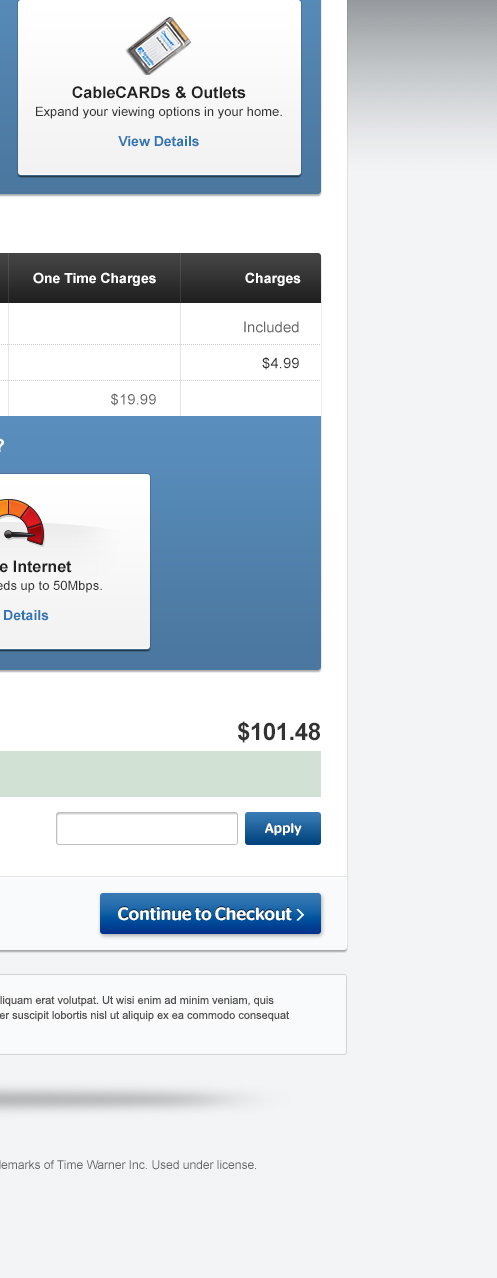 CableCARDs & Outlets
Expand your viewing options in your home.
View Details
One Time Charges Charges
Included
$4.99
$19.99
?
e Internet
eds up to 50Mbps.
Details
$101.48
Apply
Continue to Checkout >
liquam erat volutpat. Ut wisi enim ad minim veniam, quis
er suscipit lobortis nisl ut aliquip ex ea commodo consequat
demarks of Time Warner Inc. Used under license.